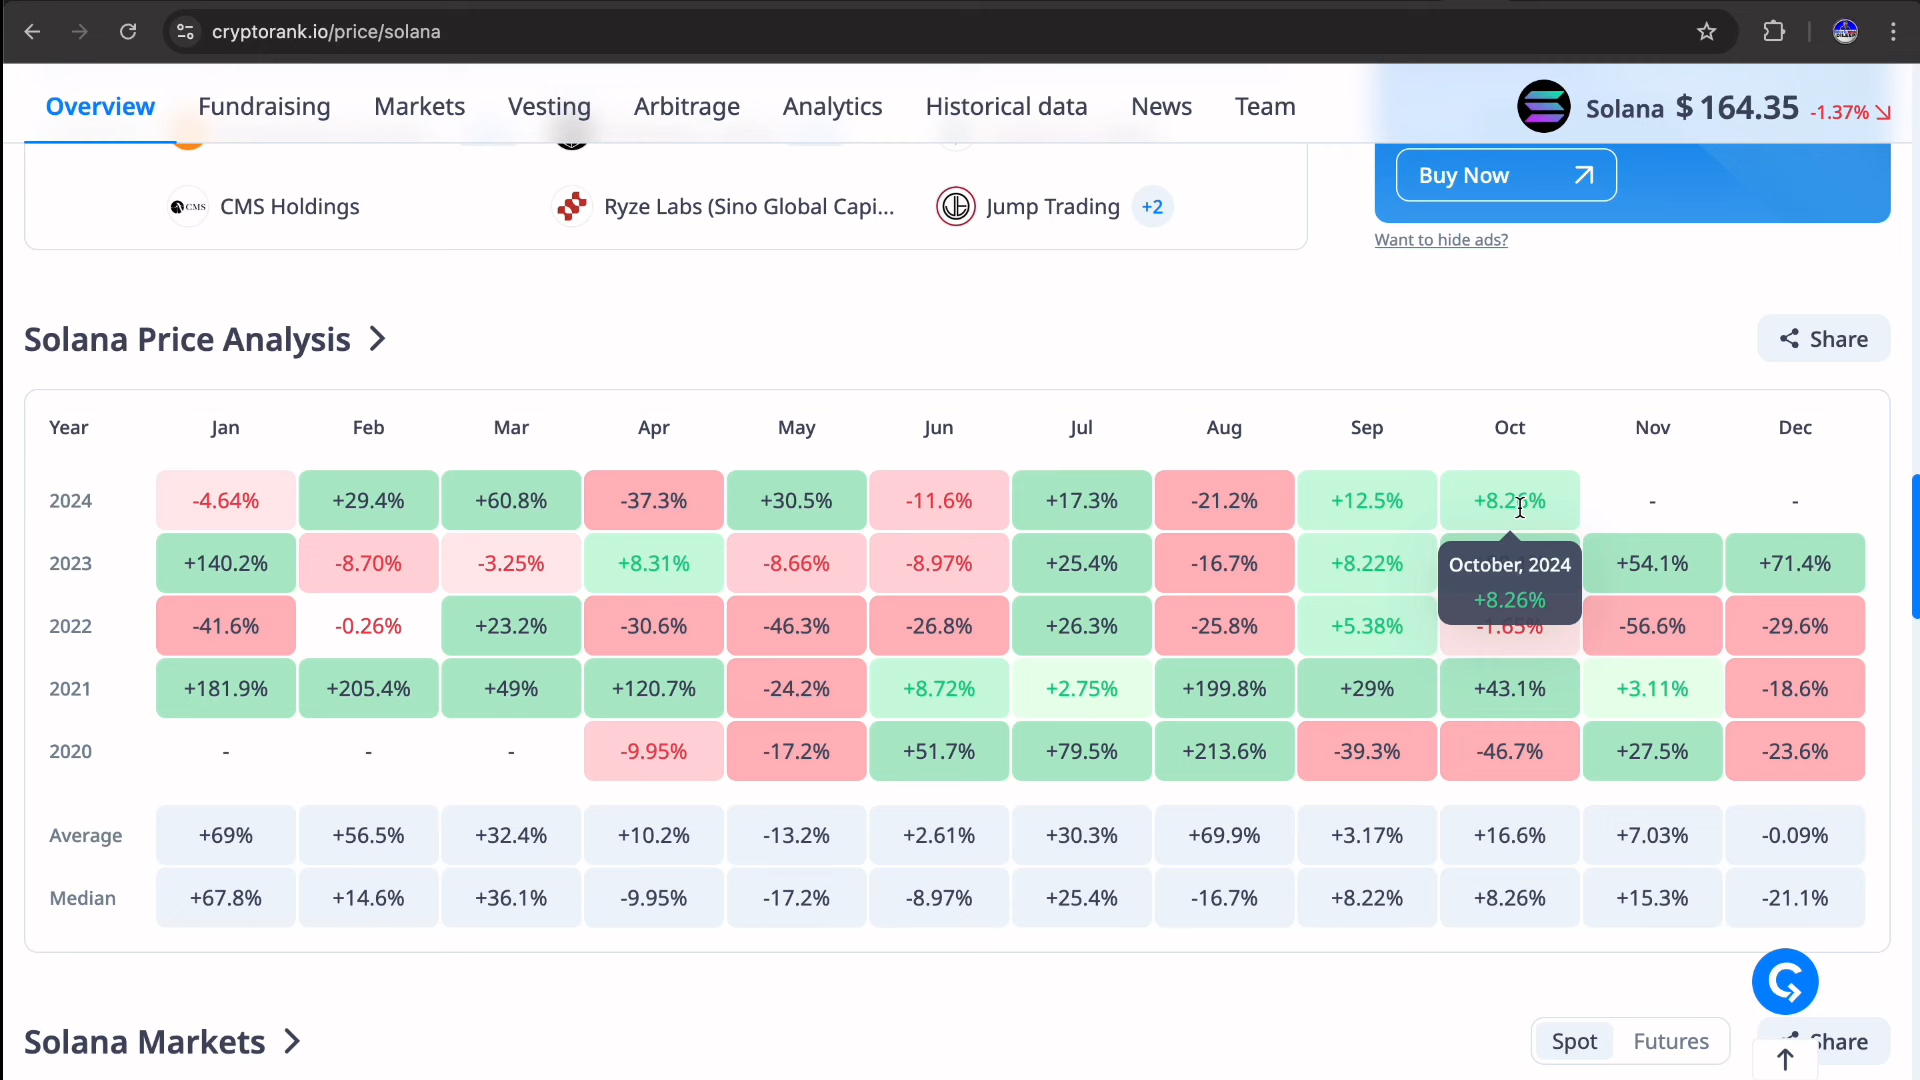 cryptorank.io/price/solana
Overview Fundraising Markets Vesting Arbitrage Analytics Historical data News Team Solana $ 164.35 -1.37%
Buy Now
CMS CMS Holdings Ryze Labs (Sino Global Capi... Jump Trading +2
Want to hide ads?
Solana Price Analysis
Share
Year Jan Feb Mar Apr May Jun Jul Aug Sep Oct Nov Dec
2024 -4.64% +29.4% +60.8% -37.3% +30.5% -11.6% +17.3% -21.2% +12.5% +8.26% - -
2023 +140.2% -8.70% -3.25% +8.31% -8.66% -8.97% +25.4% -16.7% +8.22% October, 2024 +54.1% +71.4%
+8.26%
2022 -41.6% -0.26% +23.2% -30.6% -46.3% -26.8% +26.3% -25.8% +5.38% -1.65% -56.6% -29.6%
2021 +181.9% +205.4% +49% +120.7% -24.2% +8.72% +2.75% +199.8% +29% +43.1% +3.11% -18.6%
2020 - - - -9.95% -17.2% +51.7% +79.5% +213.6% -39.3% -46.7% +27.5% -23.6%
Average +69% +56.5% +32.4% +10.2% -13.2% +2.61% +30.3% +69.9% +3.17% +16.6% +7.03% -0.09%
Median +67.8% +14.6% +36.1% -9.95% -17.2% -8.97% +25.4% -16.7% +8.22% +8.26% +15.3% -21.1%
Solana Markets
Spot Futures Share